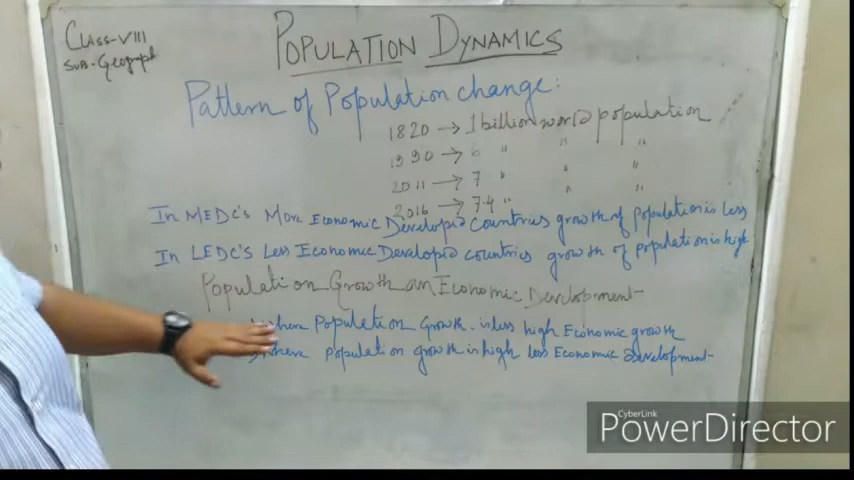 CLASS-VIII
SUB-Geograph
POPULATION DYNAMICS
Pattern of Population change:
1820 → 1 billion world population
1990 → 6 " " "
2011 → 7 " " "
2016 → 7.4 "
In MEDC's More Economic Developed Countries growth of population is less
In LEDC'S Less Economic Developed countries growth of population is high
Population Growth an Economic Development
where Population Growth is less high Economic growth
where population growth is high less Economic Development
CyberLink
PowerDirector